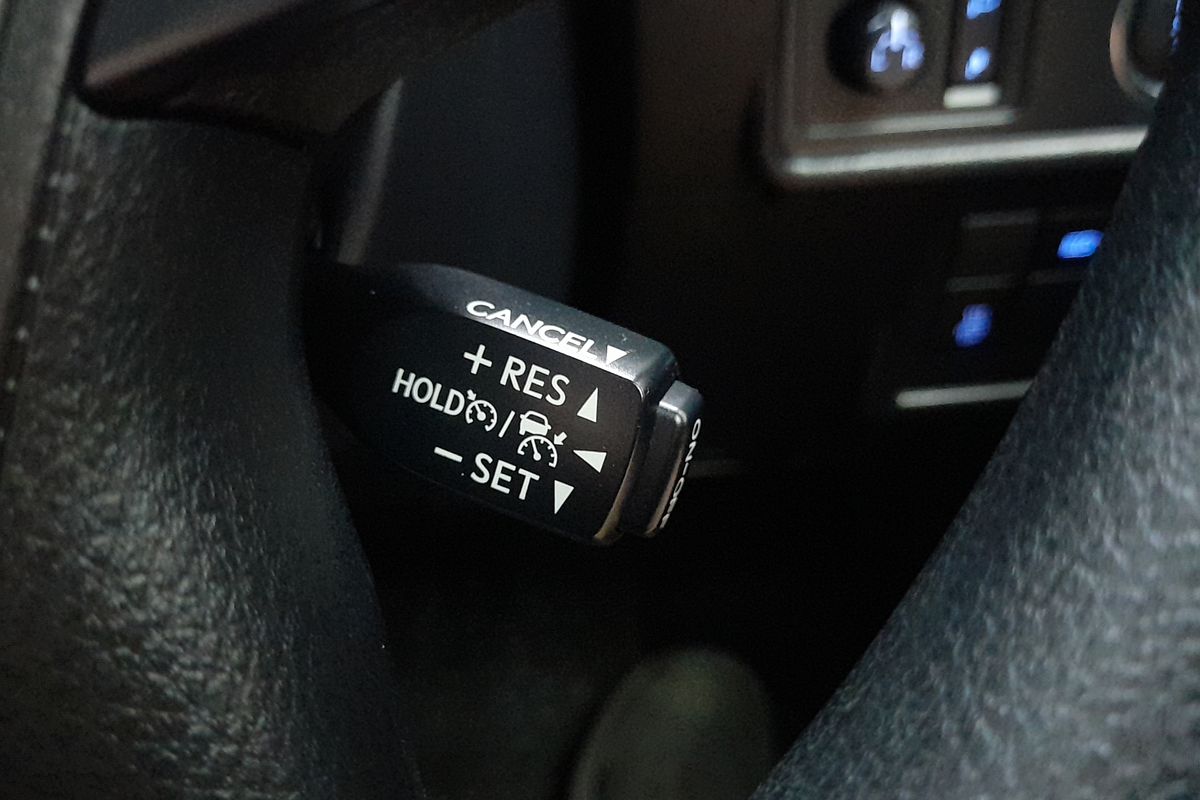 CANCEL▼
+ RES ▲
HOLD / ◀
− SET ▼
ON-OFF